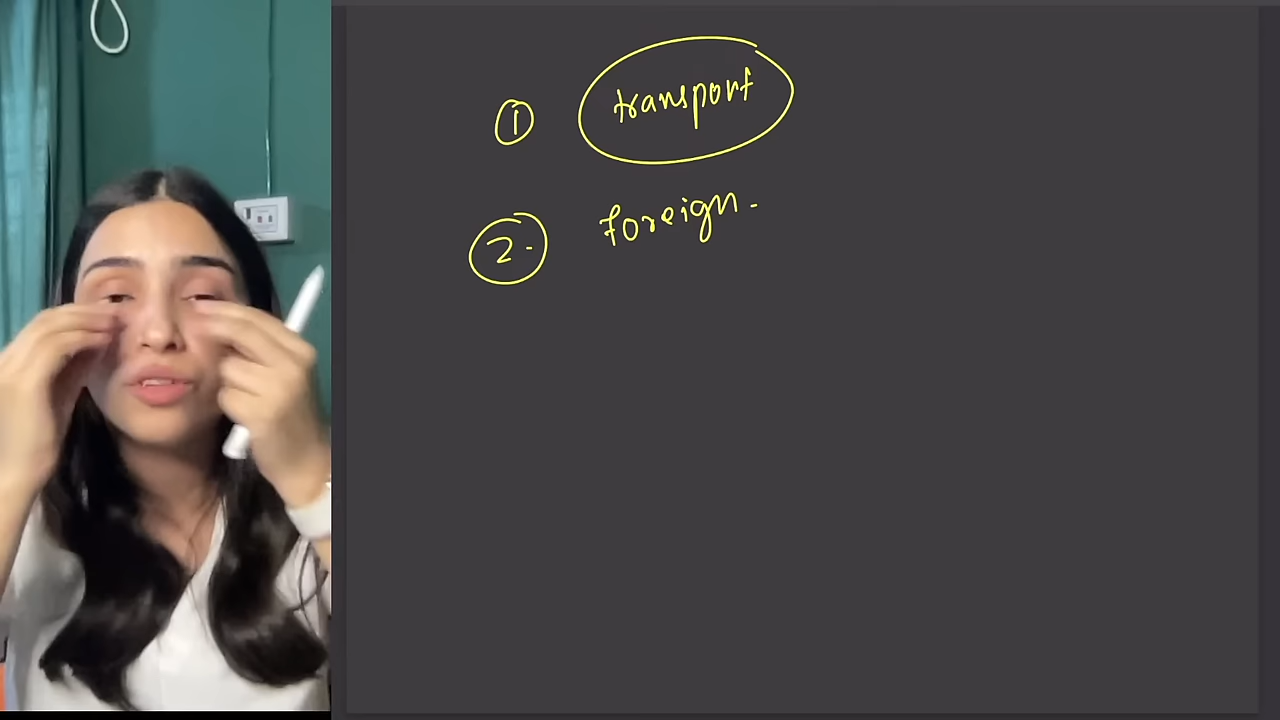 ① transport
② foreign.